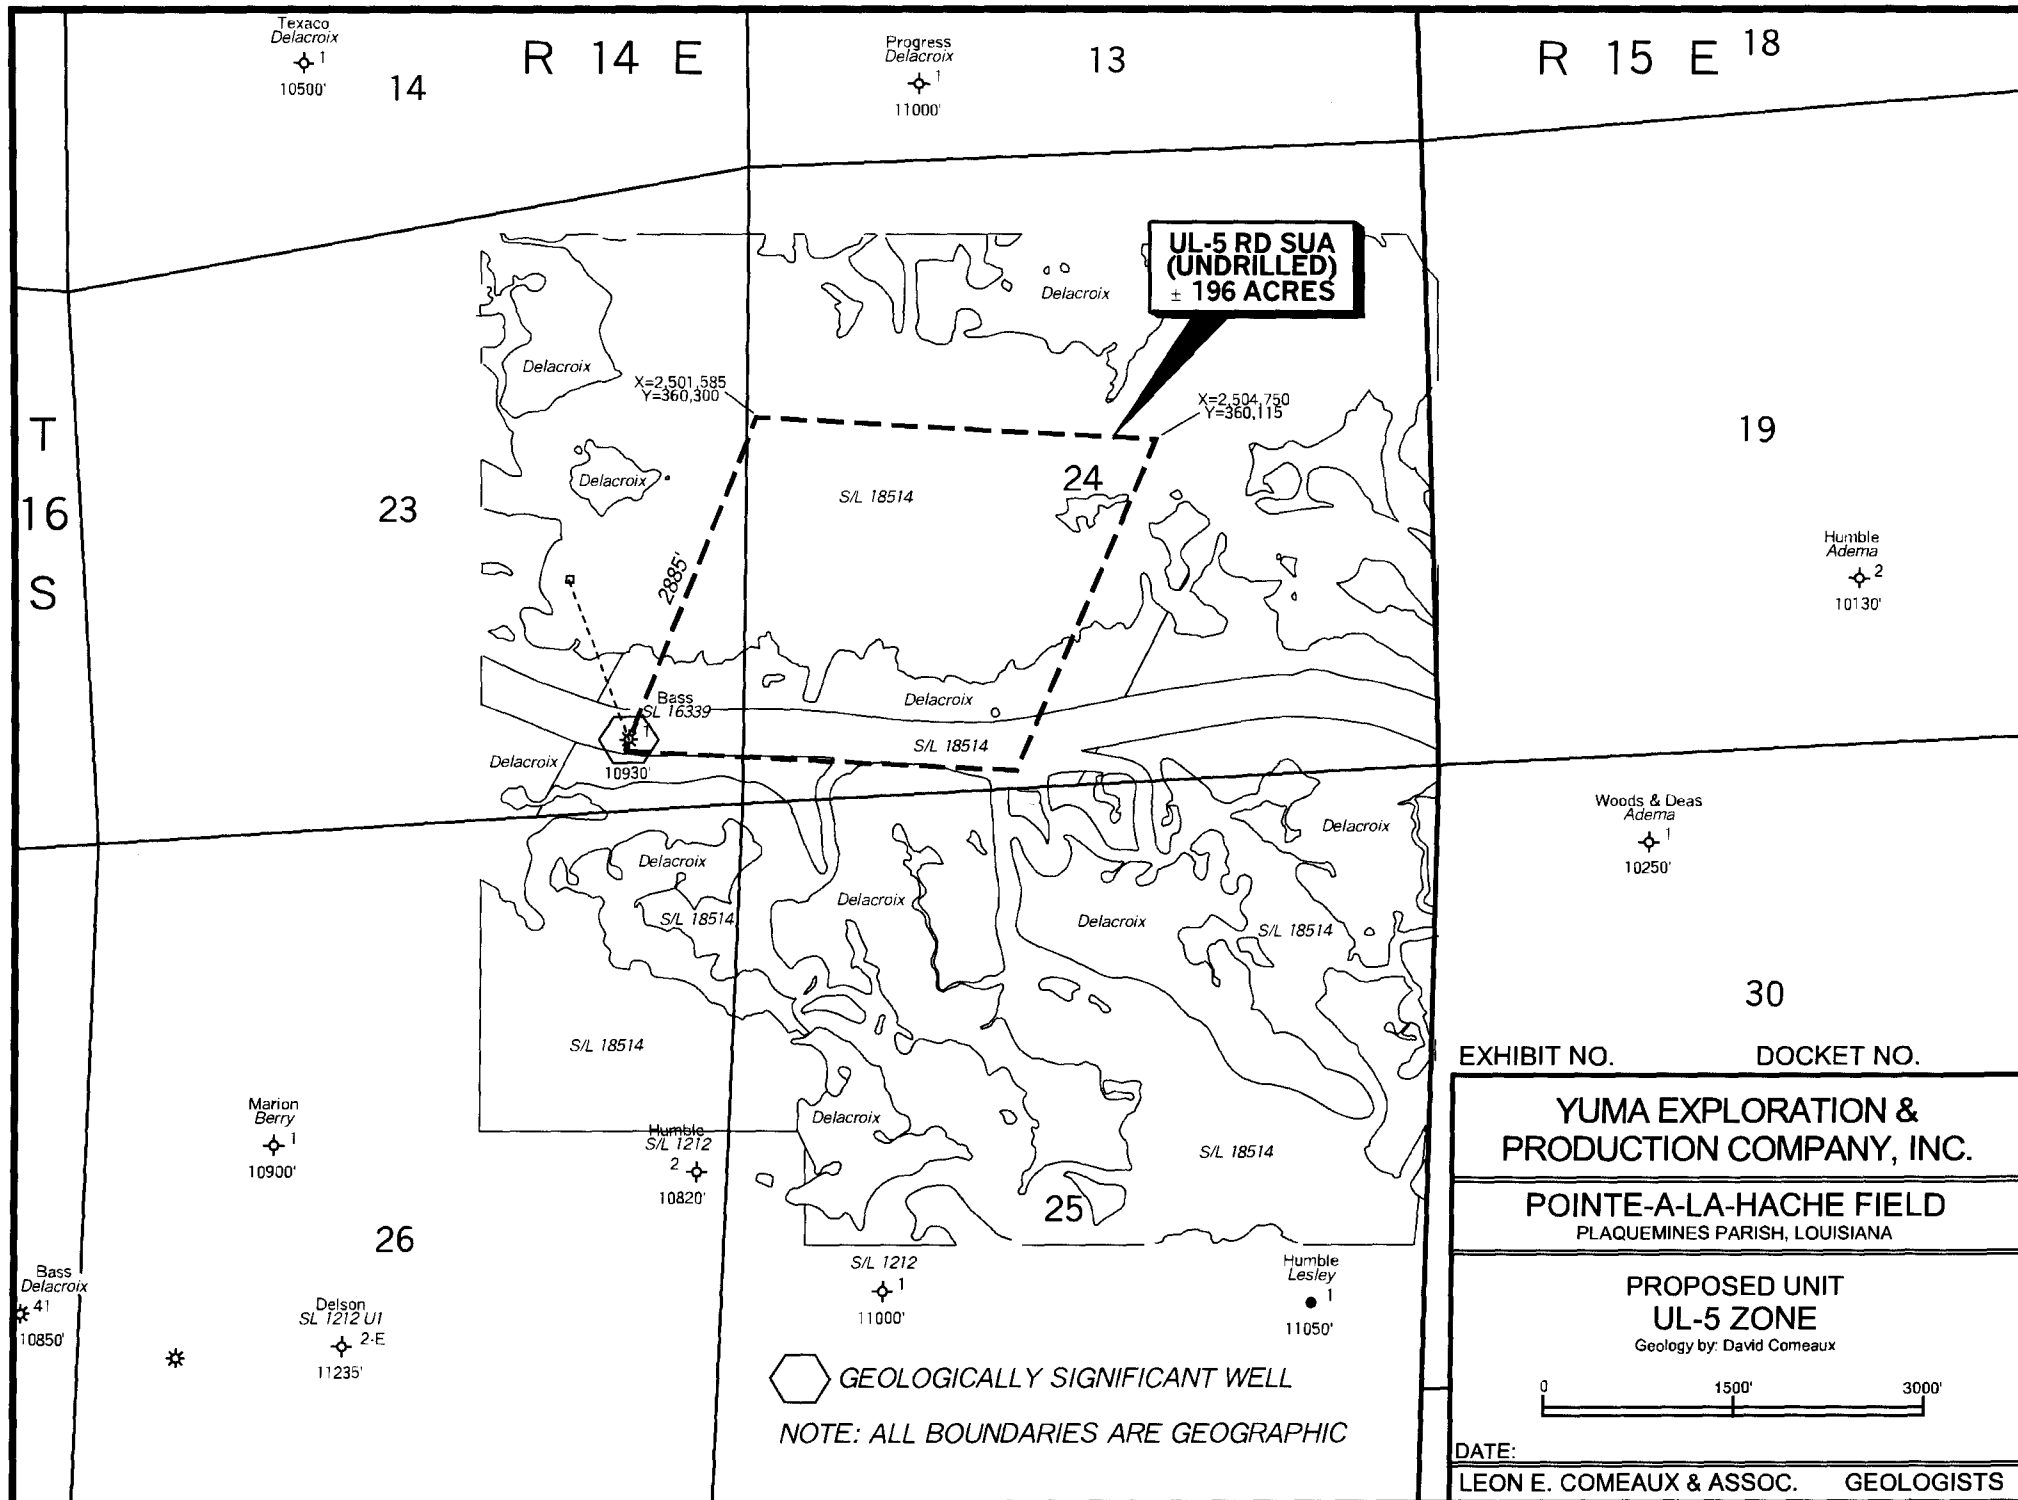 Texaco
Delacroix
1
10500'
14
R 14 E
Progress
Delacroix
1
11000'
13
R 15 E
18
UL-5 RD SUA
(UNDRILLED)
± 196 ACRES
Delacroix
Delacroix
X=2,501,585
Y=360,300
X=2,504,750
Y=360,115
T
16
S
23
Delacroix
S/L 18514
24
19
2885'
Humble
Adema
2
10130'
Bass
SL 16339
1
10930'
Delacroix
S/L 18514
Delacroix
Woods & Deas
Adema
1
10250'
Delacroix
Delacroix
S/L 18514
Delacroix
Delacroix
S/L 18514
30
S/L 18514
EXHIBIT NO. DOCKET NO.
Marion
Berry
1
10900'
Humble
S/L 1212
2
10820'
Delacroix
S/L 18514
25
YUMA EXPLORATION &
PRODUCTION COMPANY, INC.
POINTE-A-LA-HACHE FIELD
PLAQUEMINES PARISH, LOUISIANA
26
Bass
Delacroix
41
10850'
Delson
SL 1212 U1
2-E
11235'
S/L 1212
1
11000'
Humble
Lesley
1
11050'
PROPOSED UNIT
UL-5 ZONE
Geology by: David Comeaux
0 1500' 3000'
GEOLOGICALLY SIGNIFICANT WELL
NOTE: ALL BOUNDARIES ARE GEOGRAPHIC
DATE:
LEON E. COMEAUX & ASSOC. GEOLOGISTS